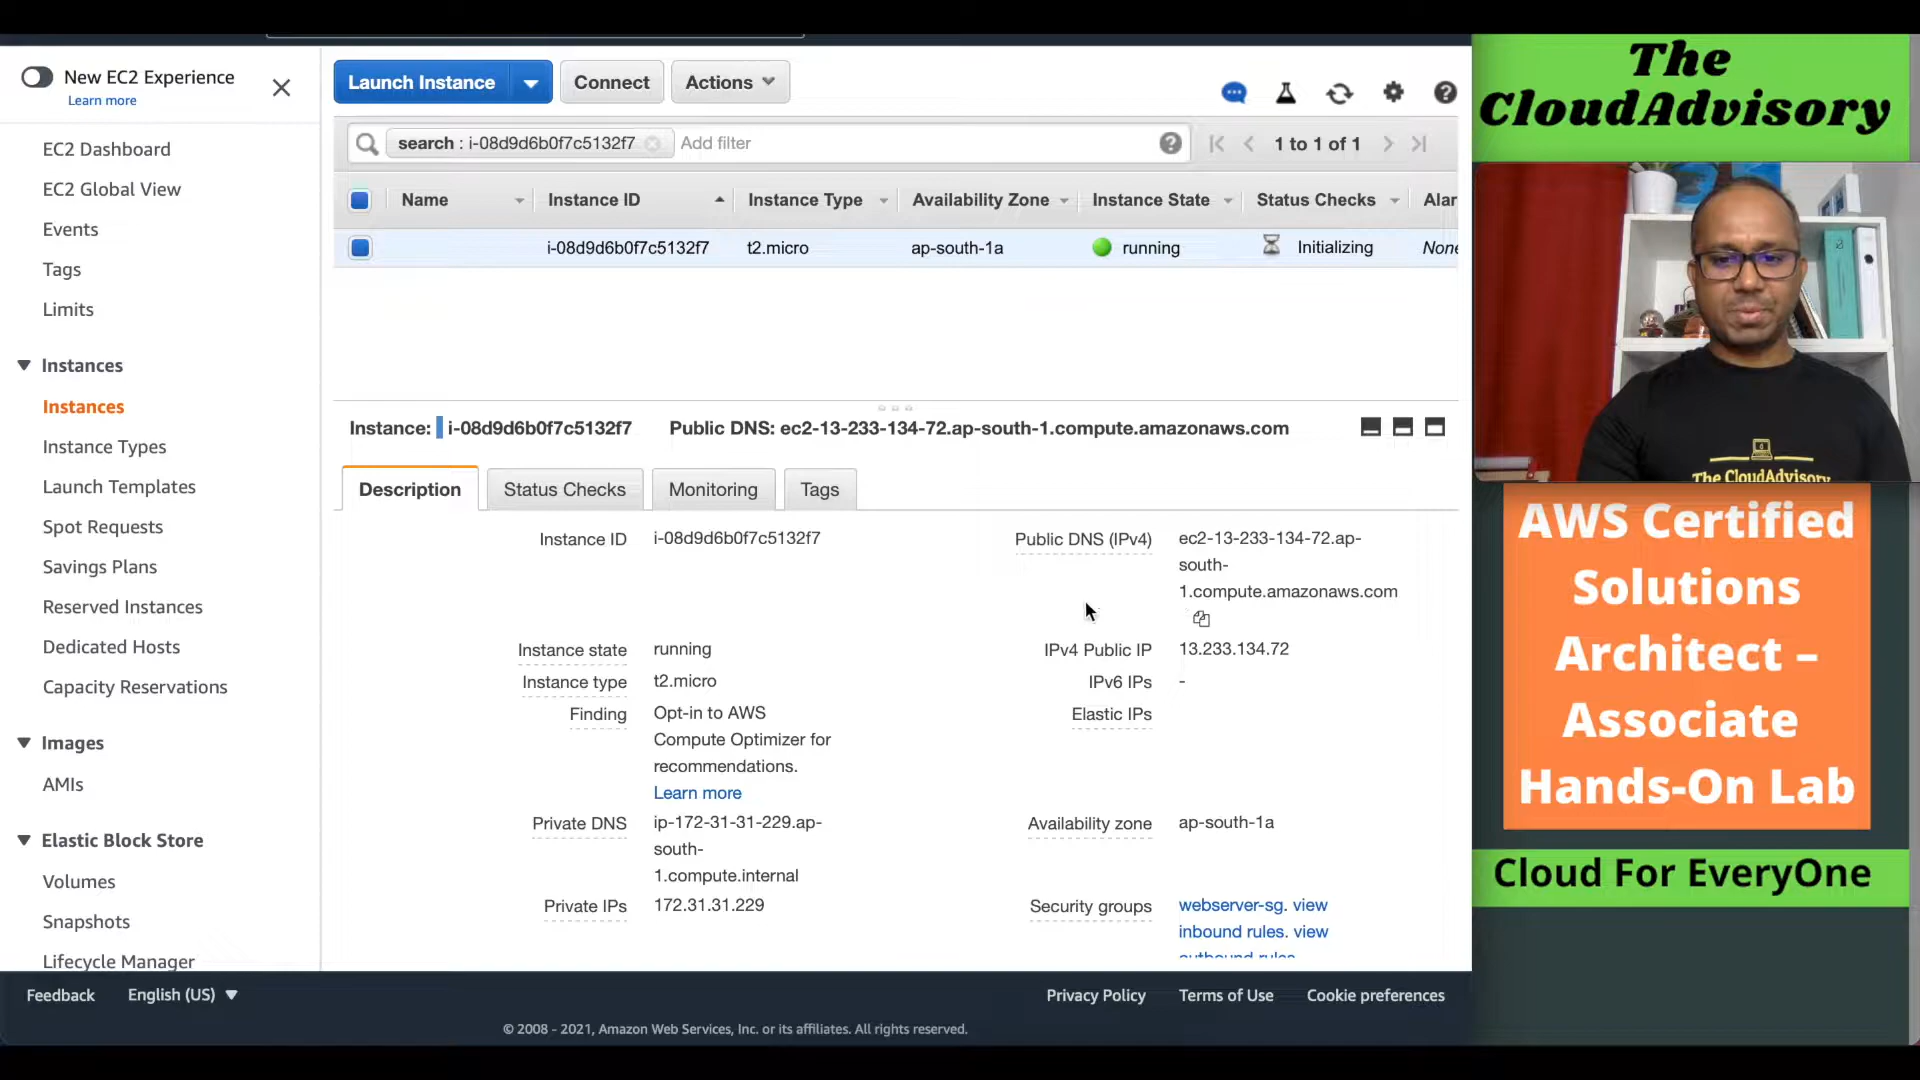 New EC2 Experience
Learn more
EC2 Dashboard
EC2 Global View
Events
Tags
Limits
Instances
Instances
Instance Types
Launch Templates
Spot Requests
Savings Plans
Reserved Instances
Dedicated Hosts
Capacity Reservations
Images
AMIs
Elastic Block Store
Volumes
Snapshots
Lifecycle Manager
Launch Instance Connect Actions
search : i-08d9d6b0f7c5132f7 Add filter 1 to 1 of 1
Name Instance ID Instance Type Availability Zone Instance State Status Checks Alar
i-08d9d6b0f7c5132f7 t2.micro ap-south-1a running Initializing None
Instance: i-08d9d6b0f7c5132f7 Public DNS: ec2-13-233-134-72.ap-south-1.compute.amazonaws.com
Description Status Checks Monitoring Tags
Instance ID i-08d9d6b0f7c5132f7
Instance state running
Instance type t2.micro
Finding Opt-in to AWS
Compute Optimizer for
recommendations.
Learn more
Private DNS ip-172-31-31-229.ap-
south-
1.compute.internal
Private IPs 172.31.31.229
Public DNS (IPv4) ec2-13-233-134-72.ap-
south-
1.compute.amazonaws.com
IPv4 Public IP 13.233.134.72
IPv6 IPs -
Elastic IPs
Availability zone ap-south-1a
Security groups webserver-sg. view
inbound rules. view
outbound rules
Feedback English (US) Privacy Policy Terms of Use Cookie preferences
© 2008 - 2021, Amazon Web Services, Inc. or its affiliates. All rights reserved.
The
CloudAdvisory
The CloudAdvisory
AWS Certified
Solutions
Architect –
Associate
Hands-On Lab
Cloud For EveryOne